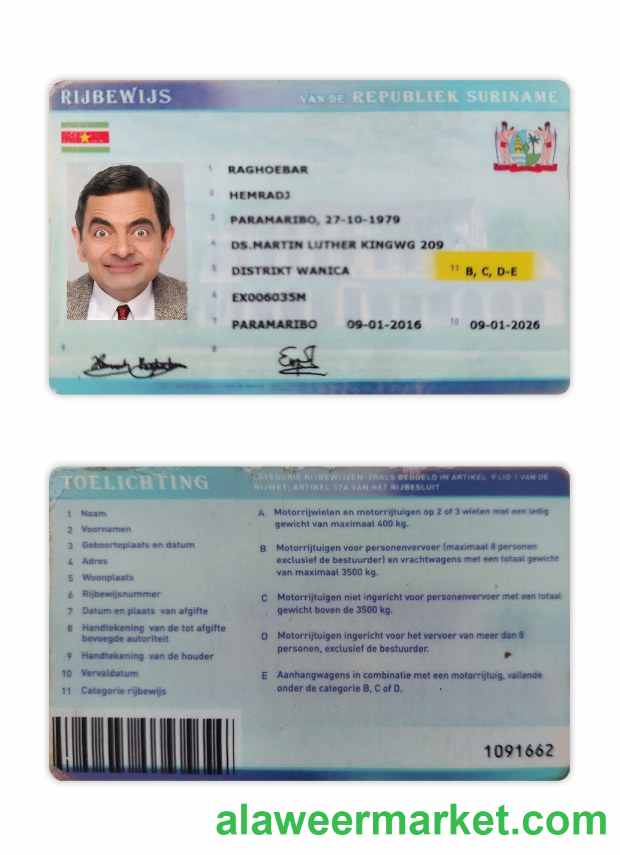 RIJBEWIJS VAN DE REPUBLIEK SURINAME
1 RAGHOEBAR
2 HEMRADJ
3 PARAMARIBO, 27-10-1979
4 DS.MARTIN LUTHER KINGWG 209
5 DISTRIKT WANICA 11 B, C, D-E
6 EX006035M
7 PARAMARIBO 09-01-2016 10 09-01-2026
TOELICHTING
CATEGORIE RIJBEWIJZEN, ZOALS BEDOELD IN ARTIKEL 9 LID 1 VAN DE
RIJWET, ARTIKEL 17A VAN HET RIJBESLUIT
1 Naam
2 Voornamen
3 Geboorteplaats en datum
4 Adres
5 Woonplaats
6 Rijbewijsnummer
7 Datum en plaats van afgifte
8 Handtekening van de tot afgifte
bevoegde autoriteit
9 Handtekening van de houder
10 Vervaldatum
11 Categorie rijbewijs
A Motorrijwielen en motorrijtuigen op 2 of 3 wielen met een ledig
gewicht van maximaal 400 kg.
B Motorrijtuigen voor personenvervoer (maximaal 8 personen
exclusief de bestuurder) en vrachtwagens met een totaal gewicht
van maximaal 3500 kg.
C Motorrijtuigen niet ingericht voor personenvervoer met een totaal
gewicht boven de 3500 kg.
D Motorrijtuigen ingericht voor het vervoer van meer dan 8
personen, exclusief de bestuurder.
E Aanhangwagens in combinatie met een motorrijtuig, vallende
onder de categorie B, C of D.
1091662
alaweermarket.com